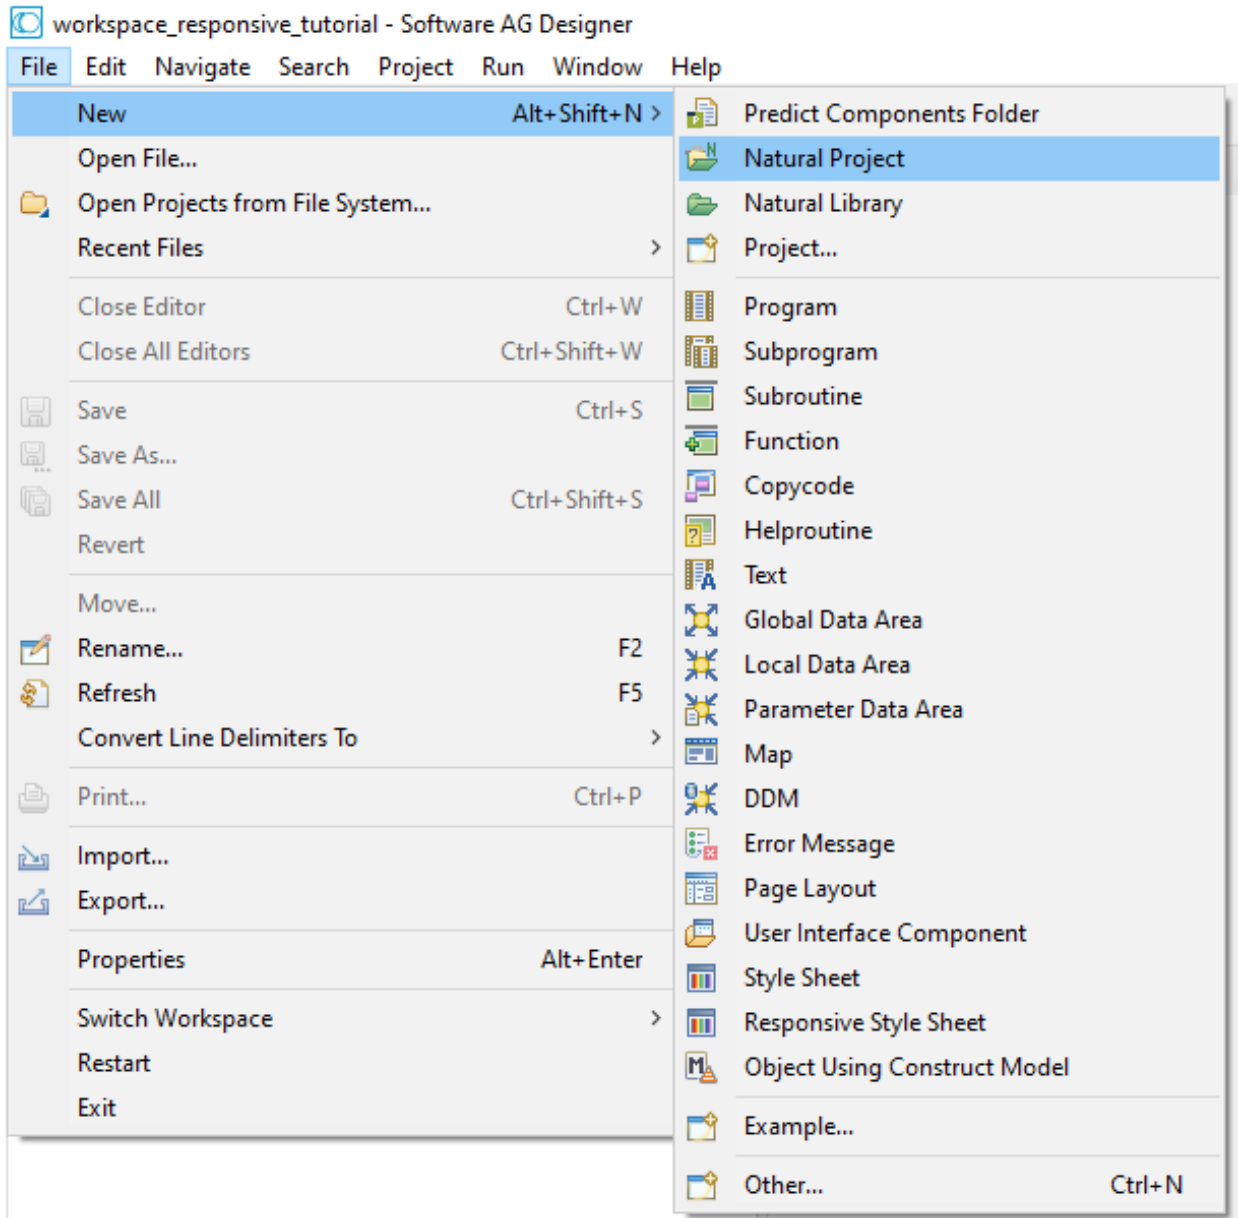 workspace_responsive_tutorial - Software AG Designer
File Edit Navigate Search Project Run Window Help
New Alt+Shift+N >
Open File...
Open Projects from File System...
Recent Files >
Close Editor Ctrl+W
Close All Editors Ctrl+Shift+W
Save Ctrl+S
Save As...
Save All Ctrl+Shift+S
Revert
Move...
Rename... F2
Refresh F5
Convert Line Delimiters To >
Print... Ctrl+P
Import...
Export...
Properties Alt+Enter
Switch Workspace >
Restart
Exit
Predict Components Folder
Natural Project
Natural Library
Project...
Program
Subprogram
Subroutine
Function
Copycode
Helproutine
Text
Global Data Area
Local Data Area
Parameter Data Area
Map
DDM
Error Message
Page Layout
User Interface Component
Style Sheet
Responsive Style Sheet
Object Using Construct Model
Example...
Other... Ctrl+N